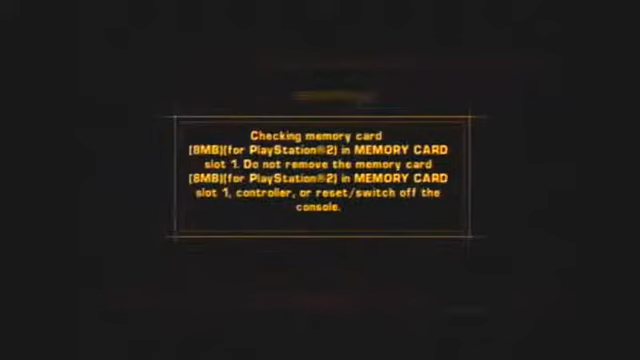 Checking memory card
(8MB)(for PlayStation®2) in MEMORY CARD
slot 1. Do not remove the memory card
(8MB)(for PlayStation®2) in MEMORY CARD
slot 1, controller, or reset/switch off the
console.